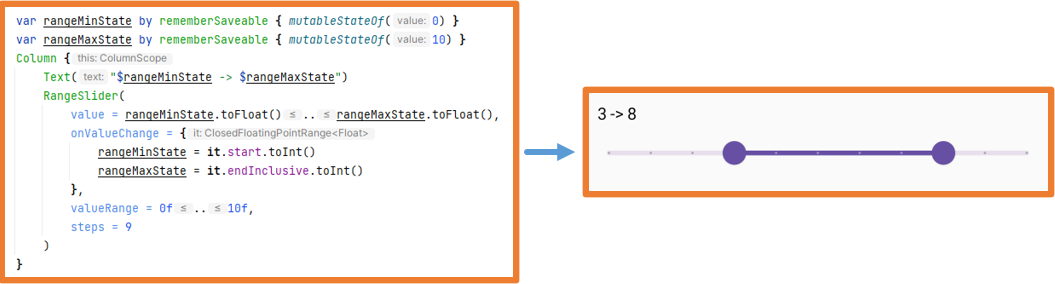 var rangeMinState by rememberSaveable { mutableStateOf( value: 0) }
var rangeMaxState by rememberSaveable { mutableStateOf( value: 10) }
Column { this: ColumnScope
    Text( text: "$rangeMinState -> $rangeMaxState")
    RangeSlider(
        value = rangeMinState.toFloat() ≤ .. ≤ rangeMaxState.toFloat(),
        onValueChange = { it: ClosedFloatingPointRange<Float>
            rangeMinState = it.start.toInt()
            rangeMaxState = it.endInclusive.toInt()
        },
        valueRange = 0f ≤ .. ≤ 10f,
        steps = 9
    )
}
3 -> 8